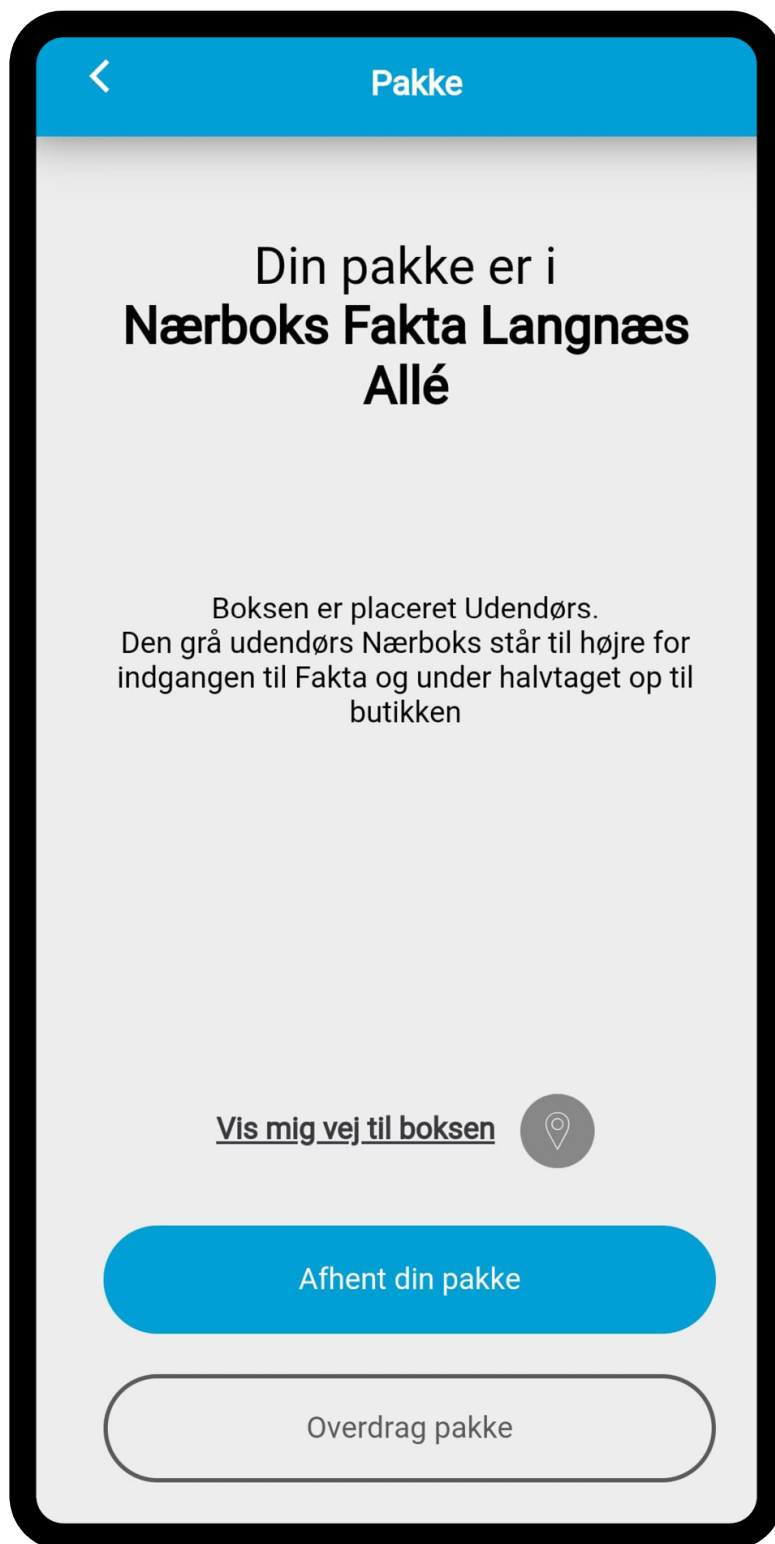 Pakke
Din pakke er i
Nærboks Fakta Langnæs
Allé
Boksen er placeret Udendørs.
Den grå udendørs Nærboks står til højre for
indgangen til Fakta og under halvtaget op til
butikken
Vis mig vej til boksen
Afhent din pakke
Overdrag pakke